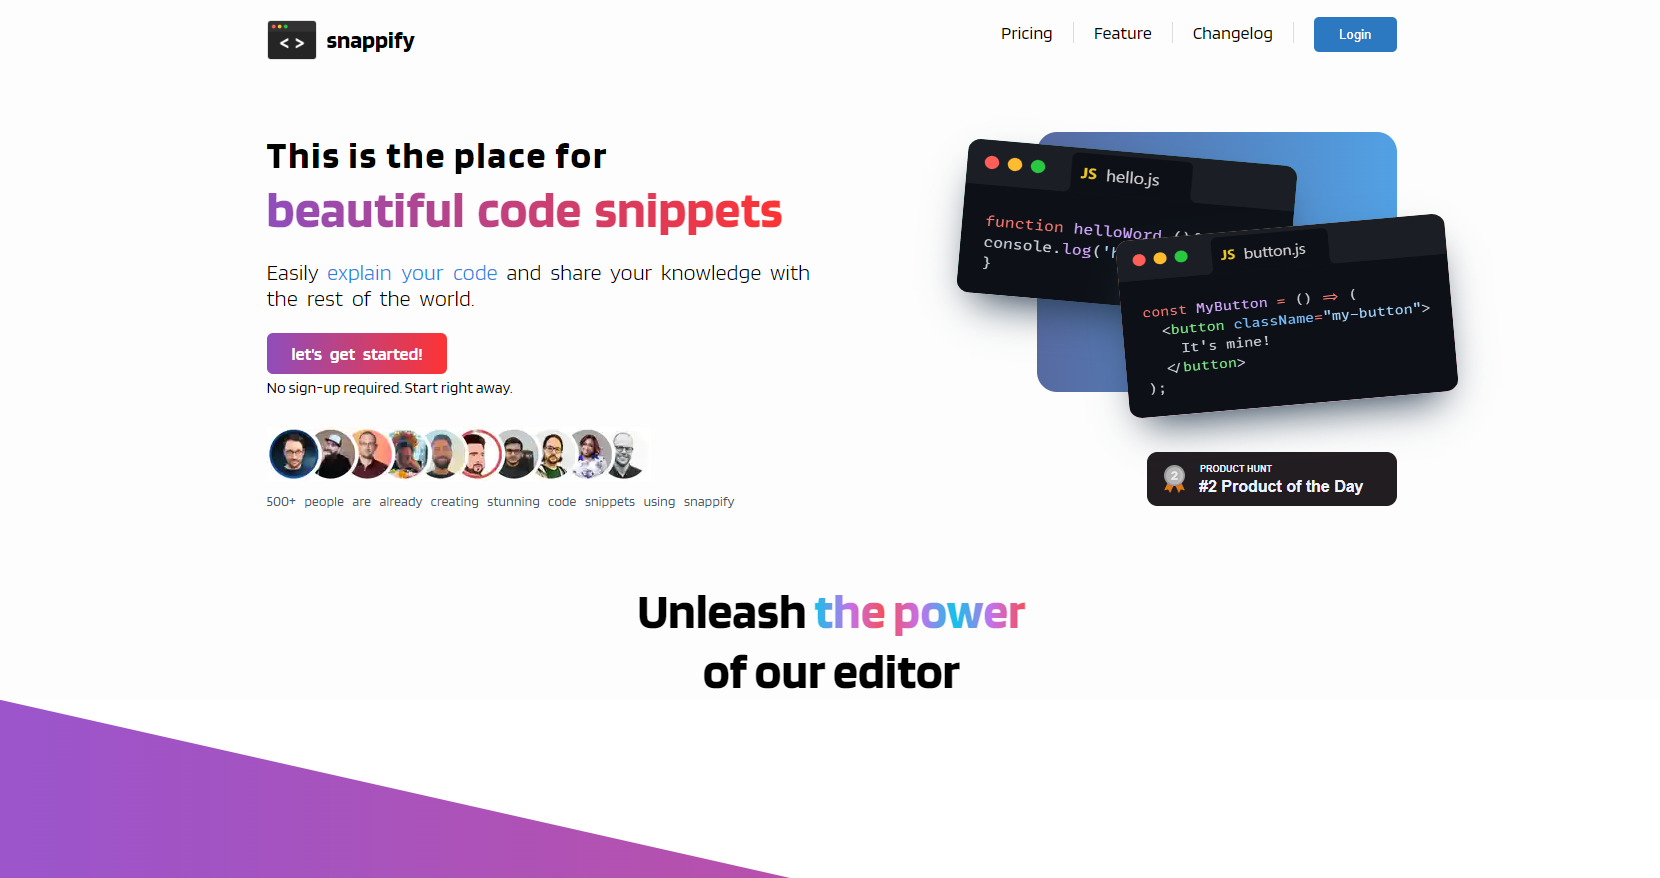 < >
snappify
Pricing
Feature
Changelog
Login
This is the place for
beautiful code snippets
Easily explain your code and share your knowledge with
the rest of the world.
let's get started!
No sign-up required. Start right away.
500+ people are already creating stunning code snippets using snappify
JS hello.js
function helloWord ()
console.log('h
}
JS button.js
const MyButton = () => (
<button className="my-button">
It's mine!
</button>
);
2
PRODUCT HUNT
#2 Product of the Day
Unleash the power
of our editor